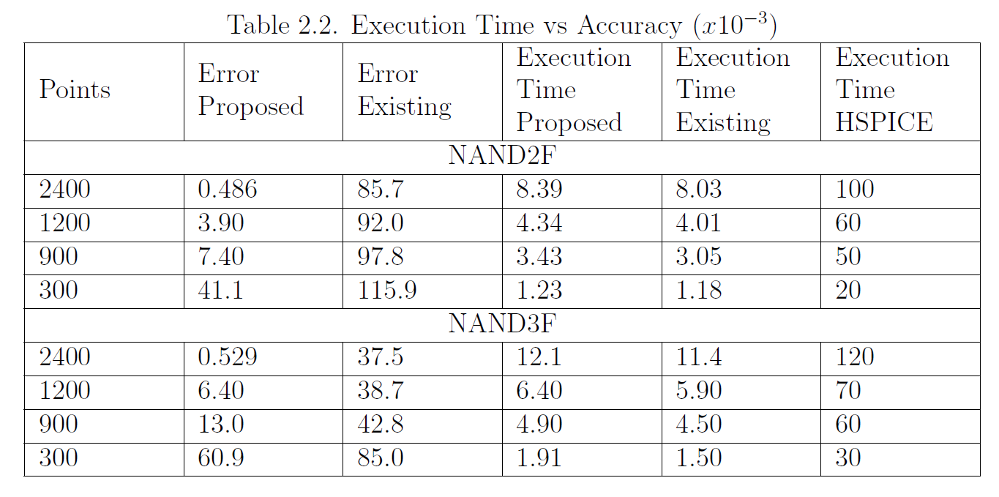 Table 2.2. Execution Time vs Accuracy (x10⁻³)
Points | Error Proposed | Error Existing | Execution Time Proposed | Execution Time Existing | Execution Time HSPICE
NAND2F
2400 | 0.486 | 85.7 | 8.39 | 8.03 | 100
1200 | 3.90 | 92.0 | 4.34 | 4.01 | 60
900 | 7.40 | 97.8 | 3.43 | 3.05 | 50
300 | 41.1 | 115.9 | 1.23 | 1.18 | 20
NAND3F
2400 | 0.529 | 37.5 | 12.1 | 11.4 | 120
1200 | 6.40 | 38.7 | 6.40 | 5.90 | 70
900 | 13.0 | 42.8 | 4.90 | 4.50 | 60
300 | 60.9 | 85.0 | 1.91 | 1.50 | 30